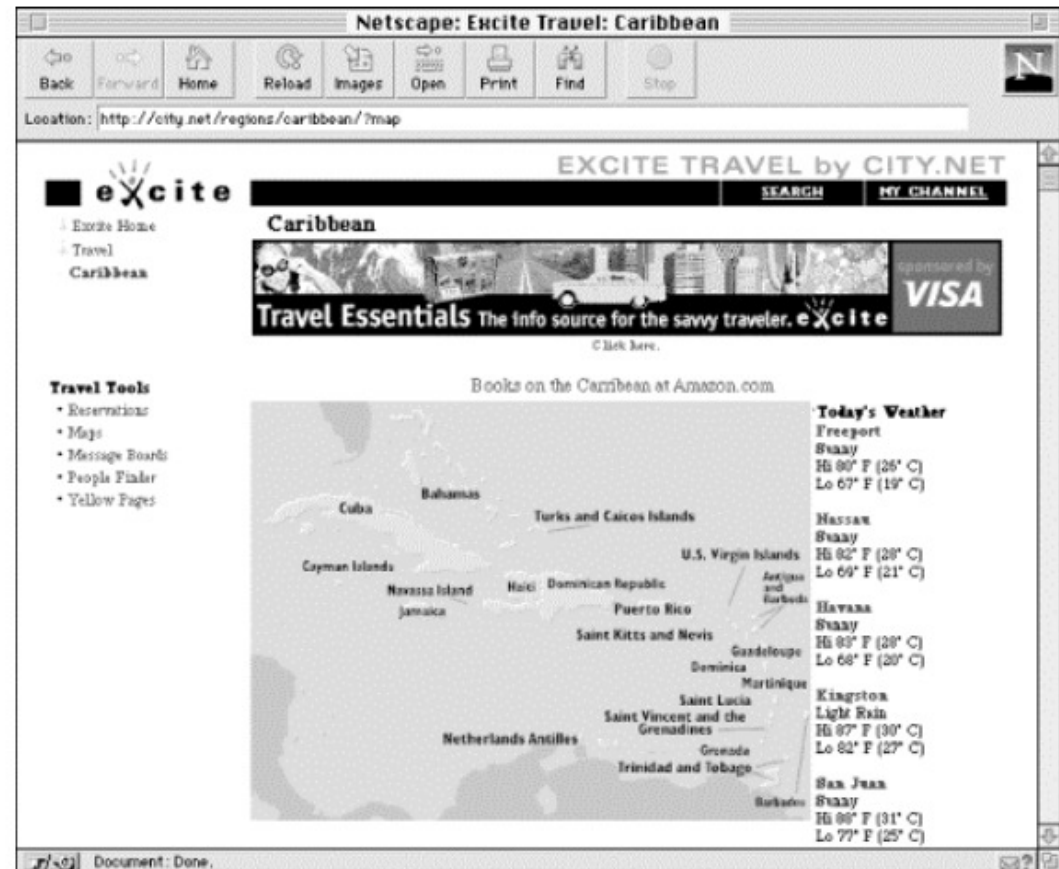 Netscape: Excite Travel: Caribbean
Back Forward Home Reload Images Open Print Find Stop
N
Location: http://city.net/regions/caribbean/?map
EXCITE TRAVEL by CITY.NET
excite
SEARCH MY CHANNEL
Excite Home
Travel
Caribbean
Caribbean
sponsored by
VISA
Travel Essentials The info source for the savvy traveler. excite
Click here.
Travel Tools
• Reservations
• Maps
• Message Boards
• People Finder
• Yellow Pages
Books on the Carribean at Amazon.com
Bahamas
Cuba
Turks and Caicos Islands
U.S. Virgin Islands
Cayman Islands
Antigua
and
Barbuda
Navassa Island
Haiti
Dominican Republic
Jamaica
Puerto Rico
Saint Kitts and Nevis
Guadeloupe
Dominica
Martinique
Saint Lucia
Saint Vincent and the
Grenadines
Netherlands Antilles
Grenada
Trinidad and Tobago
Barbados
Today's Weather
Freeport
Sunny
Hi 80° F (26° C)
Lo 67° F (19° C)
Nassau
Sunny
Hi 82° F (28° C)
Lo 69° F (21° C)
Havana
Sunny
Hi 83° F (28° C)
Lo 68° F (20° C)
Kingston
Light Rain
Hi 87° F (30° C)
Lo 82° F (27° C)
San Juan
Sunny
Hi 88° F (31° C)
Lo 77° F (25° C)
Document: Done.